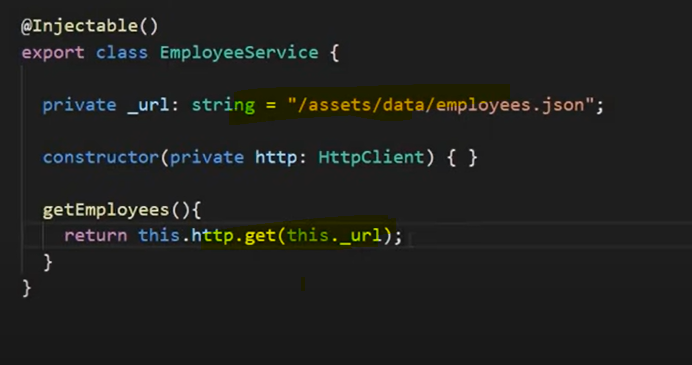 @Injectable()
export class EmployeeService {
private _url: string = "/assets/data/employees.json";
constructor(private http: HttpClient) { }
getEmployees(){
return this.http.get(this._url);
}
}